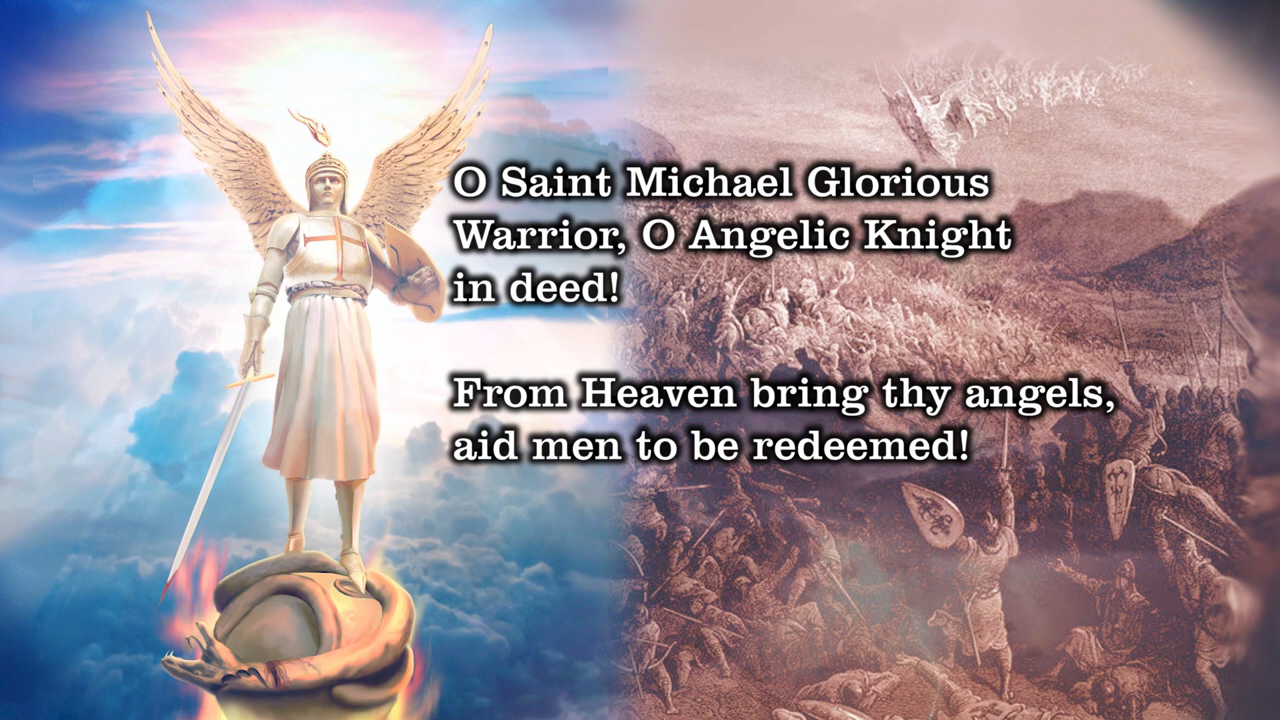 O Saint Michael Glorious
Warrior, O Angelic Knight
in deed!
From Heaven bring thy angels,
aid men to be redeemed!